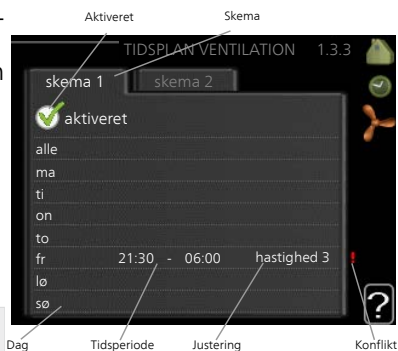 Aktiveret Skema
TIDSPLAN VENTILATION 1.3.3
skema 1 skema 2
aktiveret
alle
ma
ti
on
to
fr 21:30 - 06:00 hastighed 3 !
lø
sø
?
Dag Tidsperiode Justering Konflikt